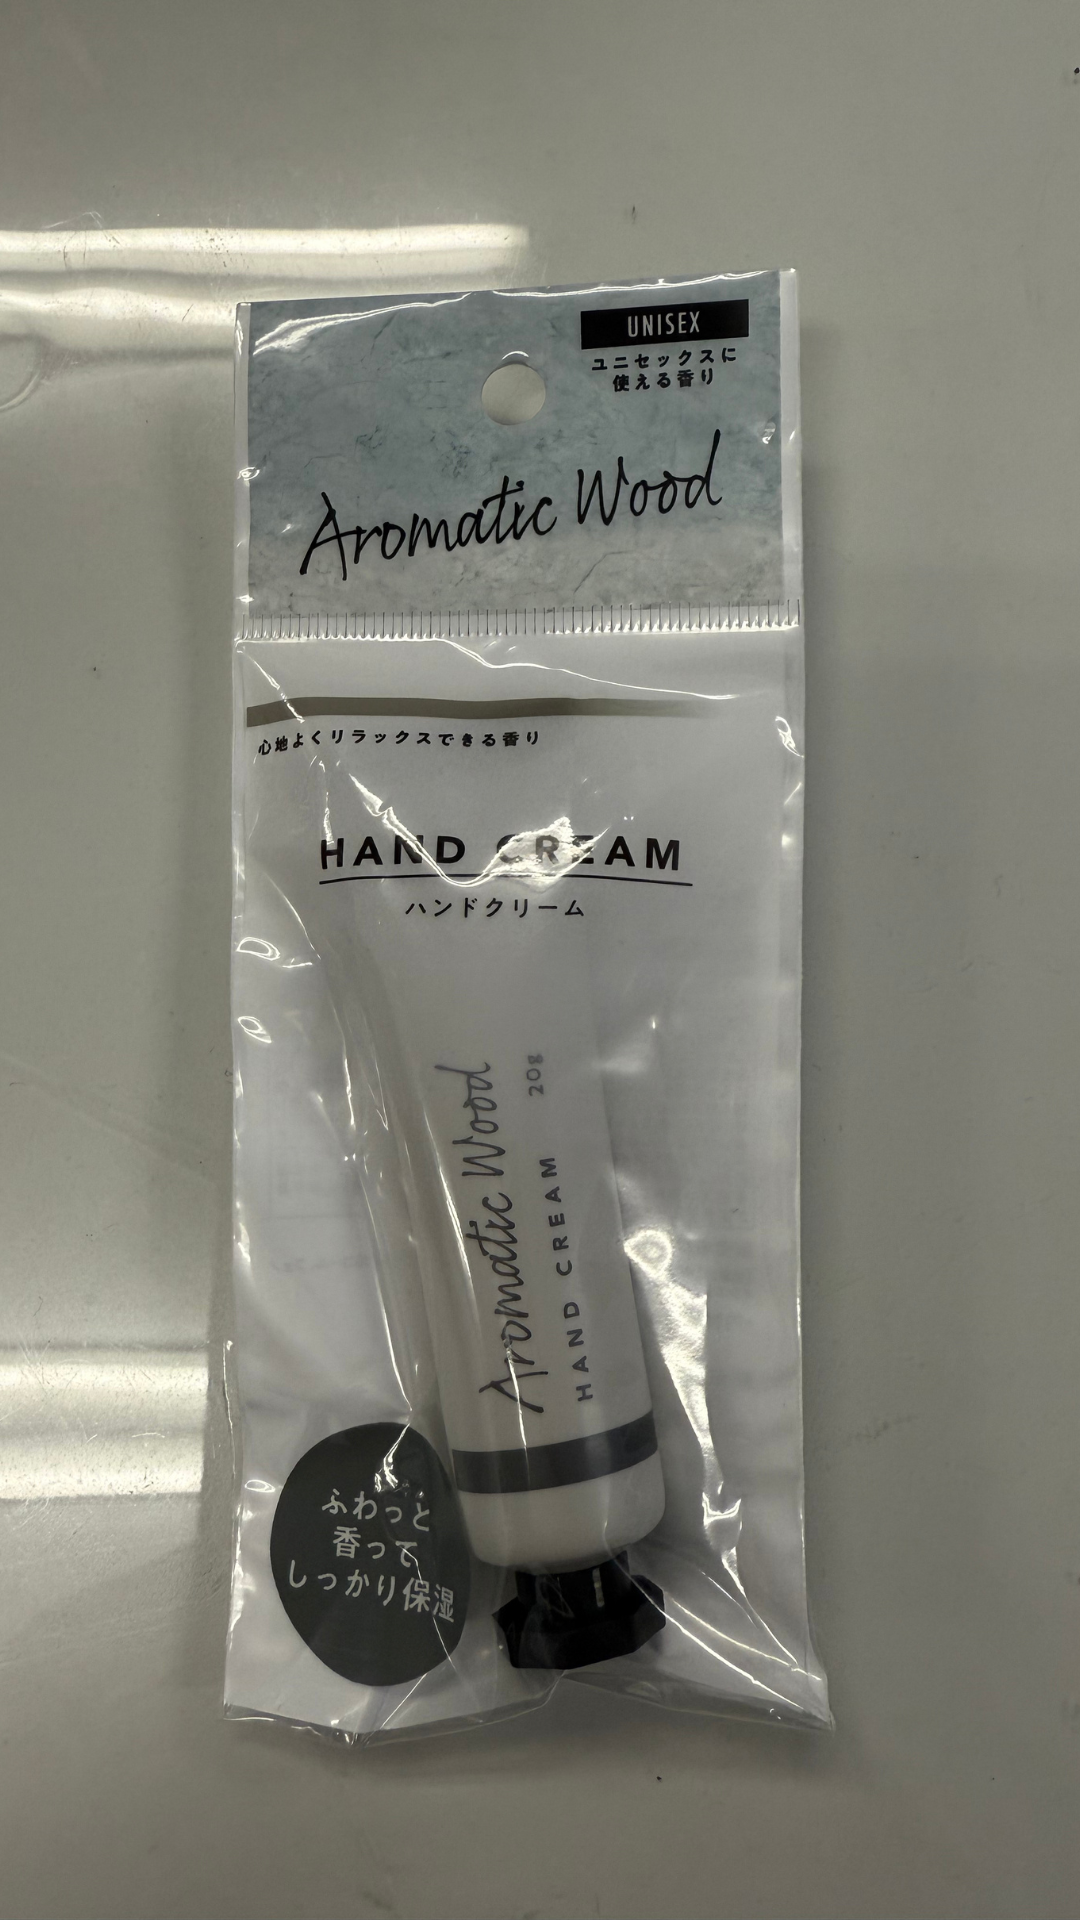 UNISEX
ユニセックスに
使える香り
Aromatic Wood
心地よくリラックスできる香り
HAND CREAM
ハンドクリーム
Aromatic Wood
HAND CREAM 20g
ふわっと
香って
しっかり保湿